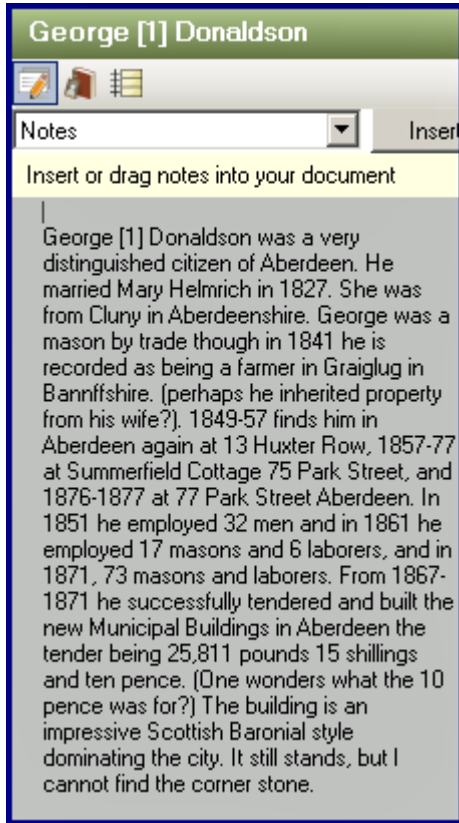 George [1] Donaldson
Notes
Insert
Insert or drag notes into your document
George [1] Donaldson was a very
distinguished citizen of Aberdeen. He
married Mary Helmrich in 1827. She was
from Cluny in Aberdeenshire. George was a
mason by trade though in 1841 he is
recorded as being a farmer in Graiglug in
Bannffshire. (perhaps he inherited property
from his wife?). 1849-57 finds him in
Aberdeen again at 13 Huxter Row, 1857-77
at Summerfield Cottage 75 Park Street, and
1876-1877 at 77 Park Street Aberdeen. In
1851 he employed 32 men and in 1861 he
employed 17 masons and 6 laborers, and in
1871, 73 masons and laborers. From 1867-
1871 he successfully tendered and built the
new Municipal Buildings in Aberdeen the
tender being 25,811 pounds 15 shillings
and ten pence. (One wonders what the 10
pence was for?) The building is an
impressive Scottish Baronial style
dominating the city. It still stands, but I
cannot find the corner stone.